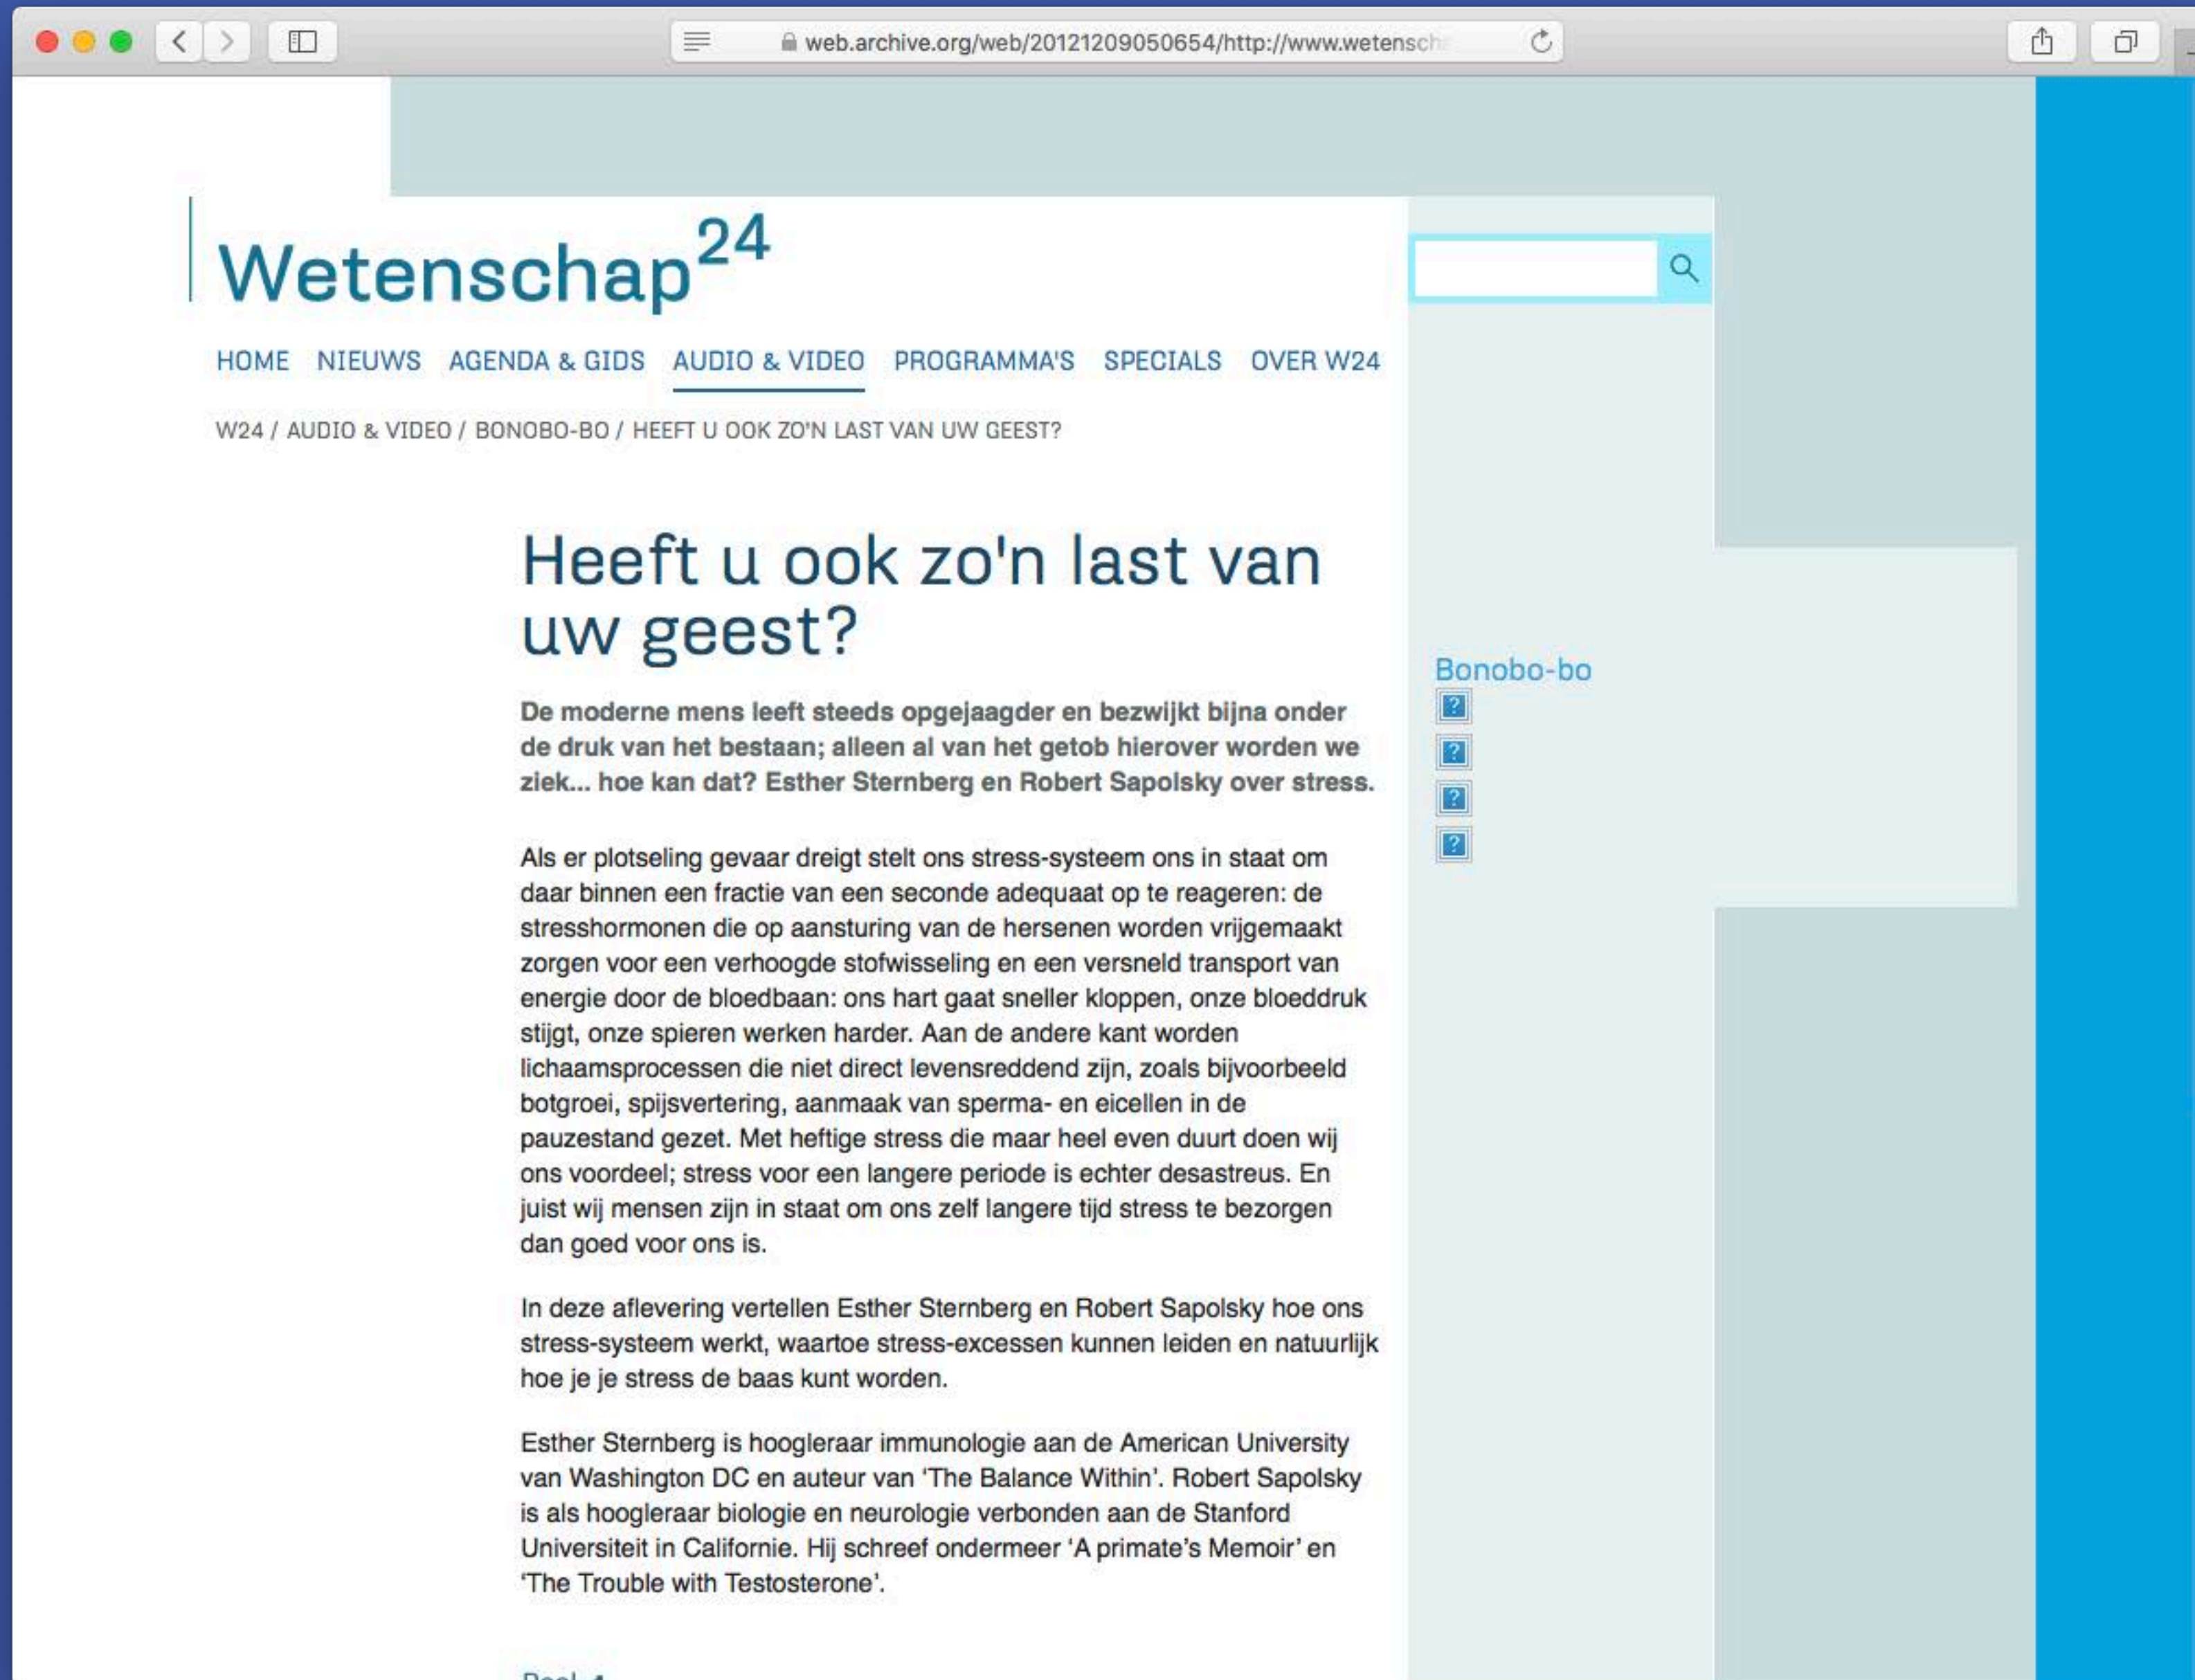 web.archive.org/web/20121209050654/http://www.wetensch
Wetenschap24
HOME NIEUWS AGENDA & GIDS AUDIO & VIDEO PROGRAMMA'S SPECIALS OVER W24
W24 / AUDIO & VIDEO / BONOBO-BO / HEEFT U OOK ZO'N LAST VAN UW GEEST?
Heeft u ook zo'n last van
uw geest?
De moderne mens leeft steeds opgejaagder en bezwijkt bijna onder
de druk van het bestaan; alleen al van het getob hierover worden we
ziek... hoe kan dat? Esther Sternberg en Robert Sapolsky over stress.
Als er plotseling gevaar dreigt stelt ons stress-systeem ons in staat om
daar binnen een fractie van een seconde adequaat op te reageren: de
stresshormonen die op aansturing van de hersenen worden vrijgemaakt
zorgen voor een verhoogde stofwisseling en een versneld transport van
energie door de bloedbaan: ons hart gaat sneller kloppen, onze bloeddruk
stijgt, onze spieren werken harder. Aan de andere kant worden
lichaamsprocessen die niet direct levensreddend zijn, zoals bijvoorbeeld
botgroei, spijsvertering, aanmaak van sperma- en eicellen in de
pauzestand gezet. Met heftige stress die maar heel even duurt doen wij
ons voordeel; stress voor een langere periode is echter desastreus. En
juist wij mensen zijn in staat om ons zelf langere tijd stress te bezorgen
dan goed voor ons is.
In deze aflevering vertellen Esther Sternberg en Robert Sapolsky hoe ons
stress-systeem werkt, waartoe stress-excessen kunnen leiden en natuurlijk
hoe je je stress de baas kunt worden.
Esther Sternberg is hoogleraar immunologie aan de American University
van Washington DC en auteur van ‘The Balance Within’. Robert Sapolsky
is als hoogleraar biologie en neurologie verbonden aan de Stanford
Universiteit in Californie. Hij schreef ondermeer ‘A primate’s Memoir’ en
‘The Trouble with Testosterone’.
Bonobo-bo